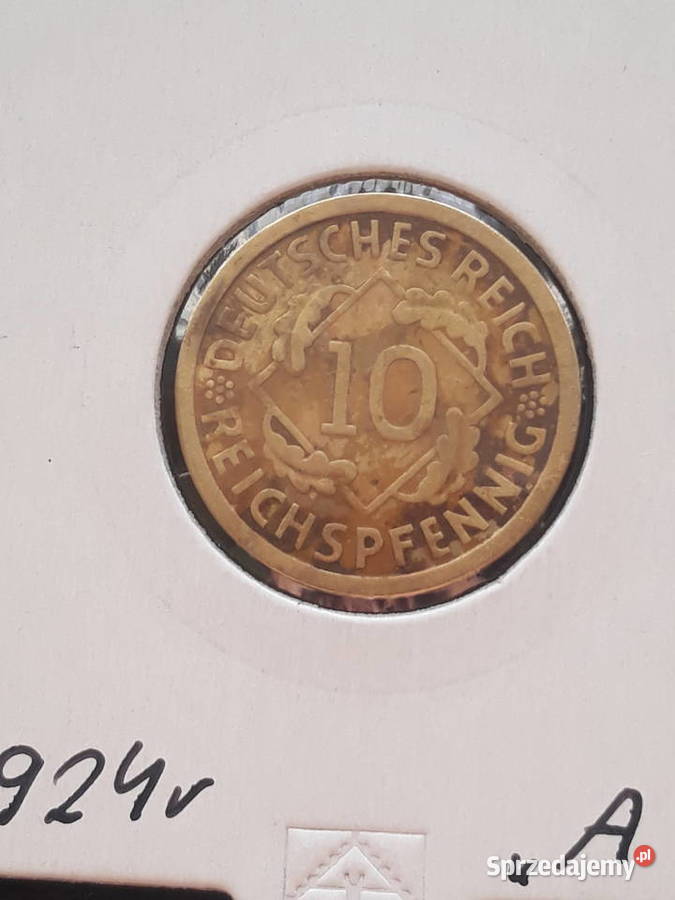 DEUTSCHES REICH
10
REICHSPFENNIG
924r
A
Sprzedajemy.pl